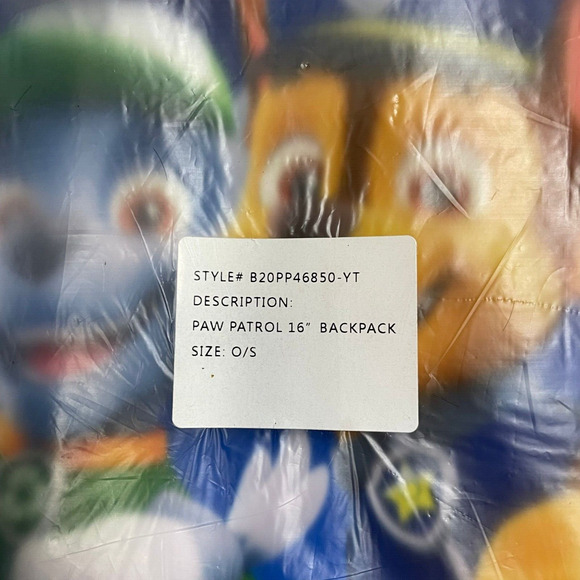 STYLE# B20PP46850-YT
DESCRIPTION:
PAW PATROL 16" BACKPACK
SIZE: O/S